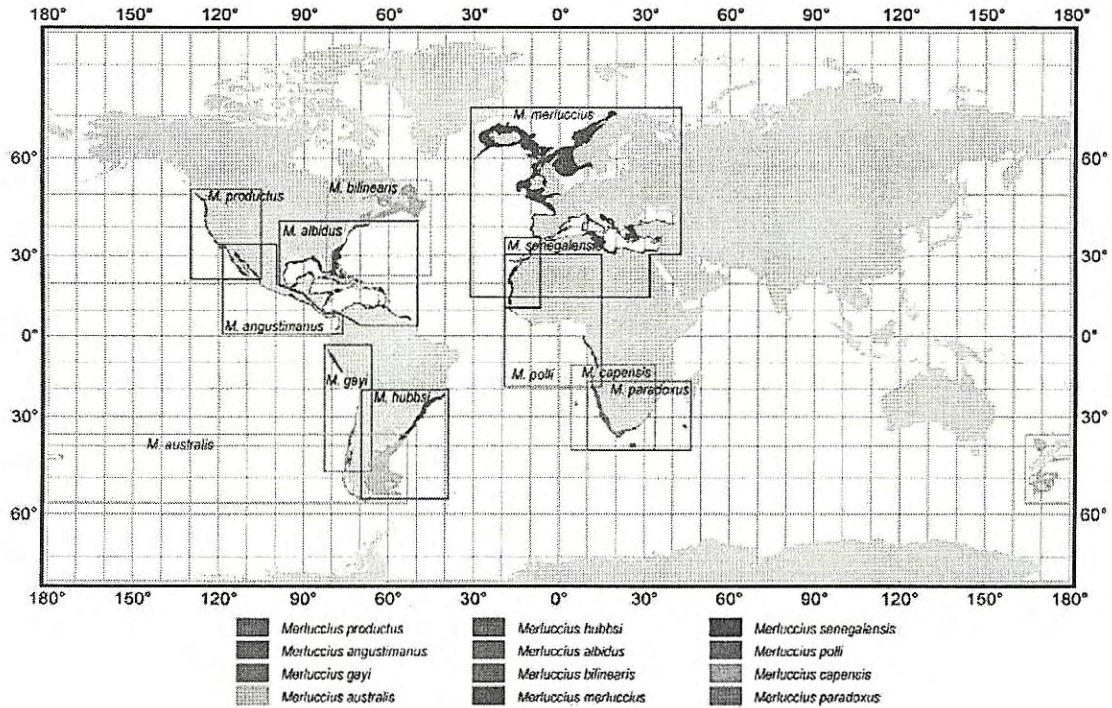 180° 150° 120° 90° 60° 30° 0° 30° 60° 90° 120° 150° 180°
M. merluccius
60° 60°
M. productus M. bilinearis
M. albidus
M. senegalensis
30° 30°
M. angustimanus
0° 0°
M. gayi M. polli M. capensis
M. hubbsi M. paradoxus
30° 30°
M. australis
60° 60°
180° 150° 120° 90° 60° 30° 0° 30° 60° 90° 120° 150° 180°
Merluccius productus Merluccius hubbsi Merluccius senegalensis
Merluccius angustimanus Merluccius albidus Merluccius polli
Merluccius gayi Merluccius bilinearis Merluccius capensis
Merluccius australis Merluccius merluccius Merluccius paradoxus